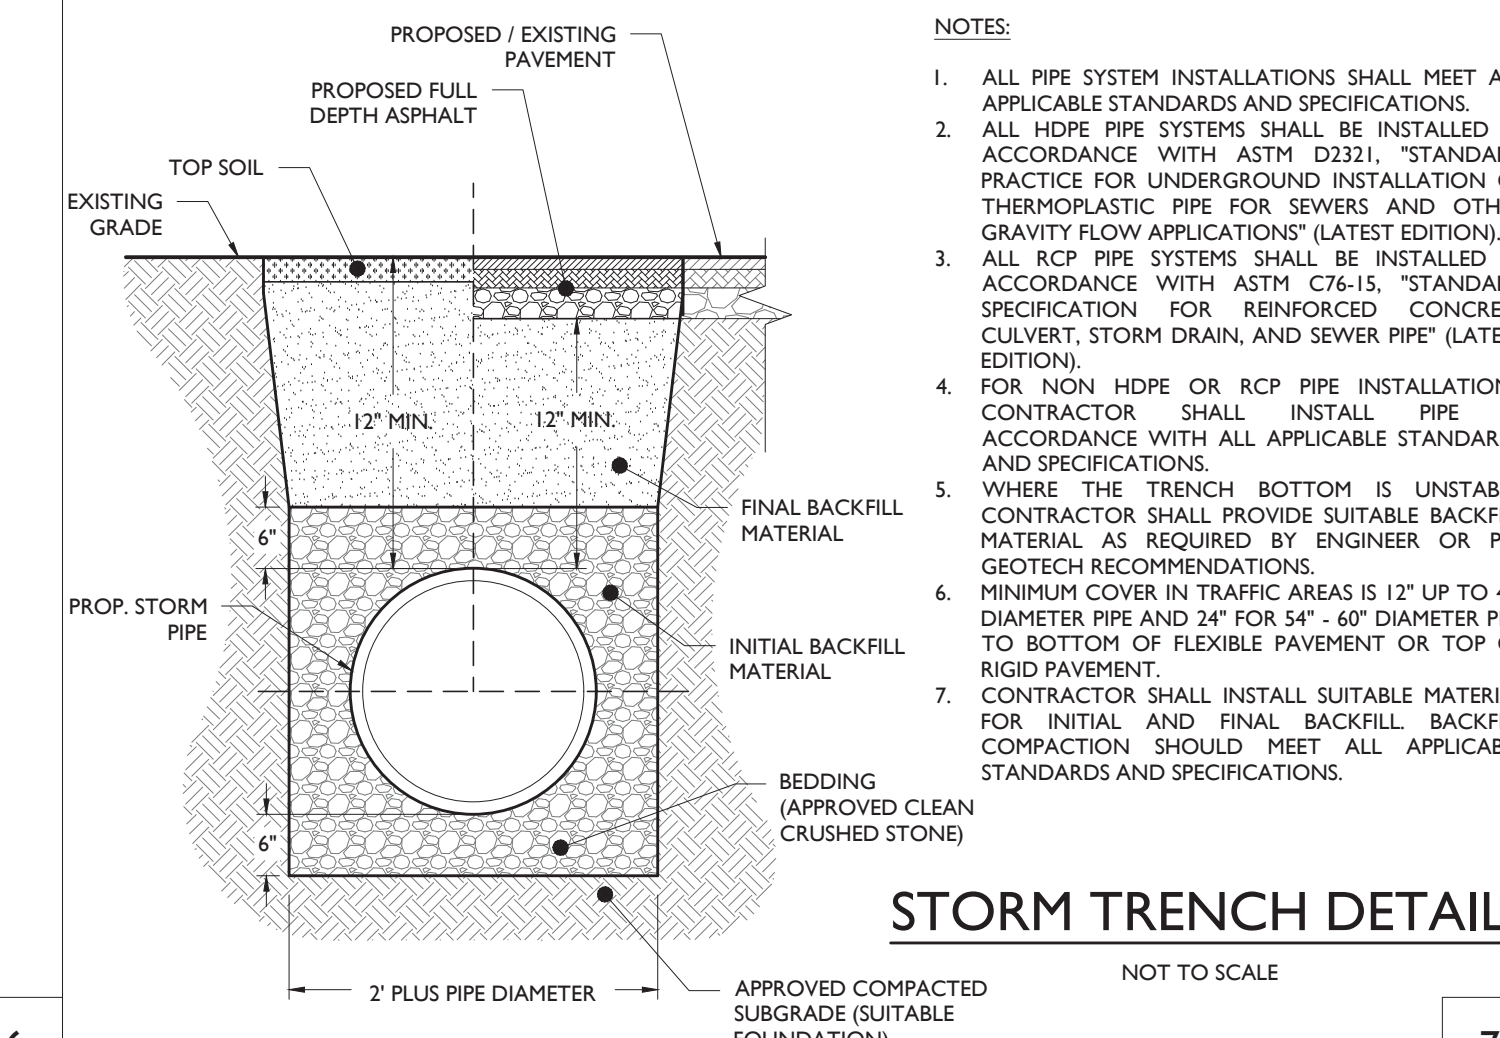 PROPOSED / EXISTING
PAVEMENT
PROPOSED FULL
DEPTH ASPHALT
TOP SOIL
EXISTING
GRADE
12" MIN.
12" MIN.
FINAL BACKFILL
MATERIAL
6"
PROP. STORM
PIPE
INITIAL BACKFILL
MATERIAL
BEDDING
(APPROVED CLEAN
CRUSHED STONE)
6"
2' PLUS PIPE DIAMETER
APPROVED COMPACTED
SUBGRADE (SUITABLE
FOUNDATION)
NOTES:
1. ALL PIPE SYSTEM INSTALLATIONS SHALL MEET
APPLICABLE STANDARDS AND SPECIFICATIONS.
2. ALL HDPE PIPE SYSTEMS SHALL BE INSTALLED
ACCORDANCE WITH ASTM D2321, "STANDAR
PRACTICE FOR UNDERGROUND INSTALLATION
THERMOPLASTIC PIPE FOR SEWERS AND OTH
GRAVITY FLOW APPLICATIONS" (LATEST EDITION).
3. ALL RCP PIPE SYSTEMS SHALL BE INSTALLED
ACCORDANCE WITH ASTM C76-15, "STANDAR
SPECIFICATION FOR REINFORCED CONCRE
CULVERT, STORM DRAIN, AND SEWER PIPE" (LATE
EDITION).
4. FOR NON HDPE OR RCP PIPE INSTALLATION
CONTRACTOR SHALL INSTALL PIPE
ACCORDANCE WITH ALL APPLICABLE STANDAR
AND SPECIFICATIONS.
5. WHERE THE TRENCH BOTTOM IS UNSTAB
CONTRACTOR SHALL PROVIDE SUITABLE BACKF
MATERIAL AS REQUIRED BY ENGINEER OR P
GEOTECH RECOMMENDATIONS.
6. MINIMUM COVER IN TRAFFIC AREAS IS 12" UP TO
DIAMETER PIPE AND 24" FOR 54" - 60" DIAMETER P
TO BOTTOM OF FLEXIBLE PAVEMENT OR TOP
RIGID PAVEMENT.
7. CONTRACTOR SHALL INSTALL SUITABLE MATERI
FOR INITIAL AND FINAL BACKFILL. BACKF
COMPACTION SHOULD MEET ALL APPLICAB
STANDARDS AND SPECIFICATIONS.
STORM TRENCH DETAIL
NOT TO SCALE